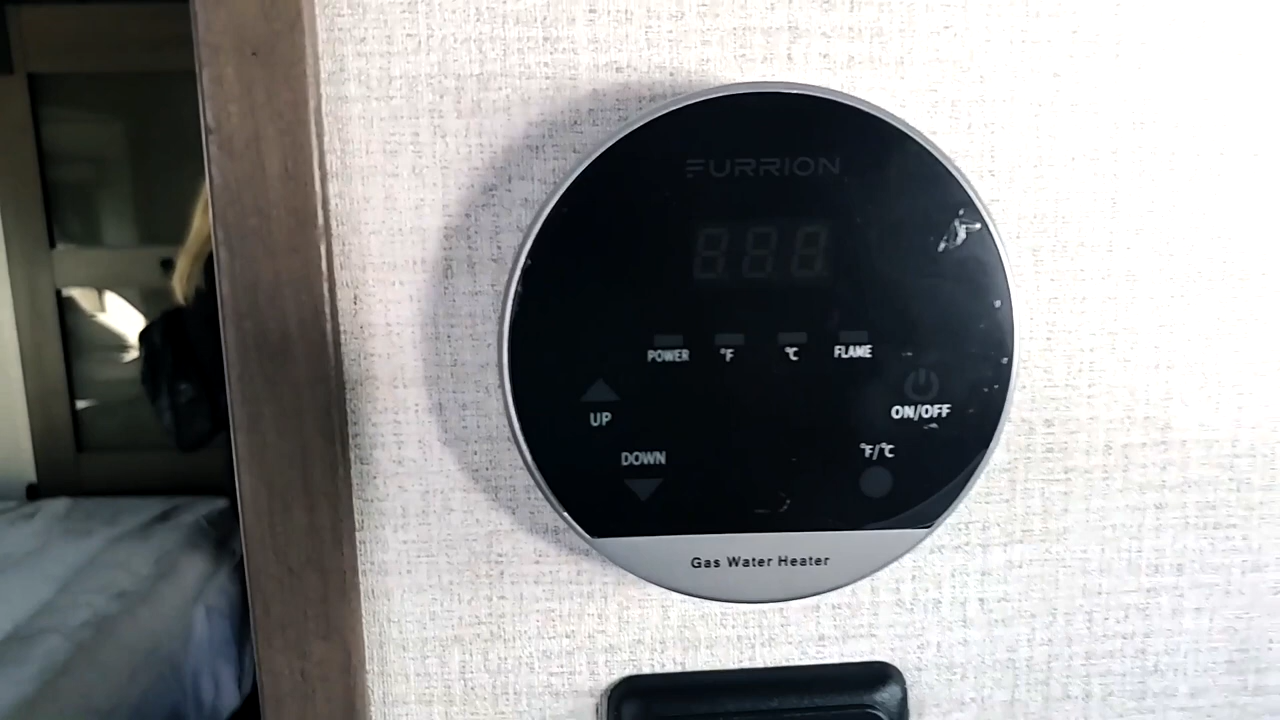 FURRION
888
POWER °F °C FLAME
UP
ON/OFF
DOWN
°F/°C
Gas Water Heater